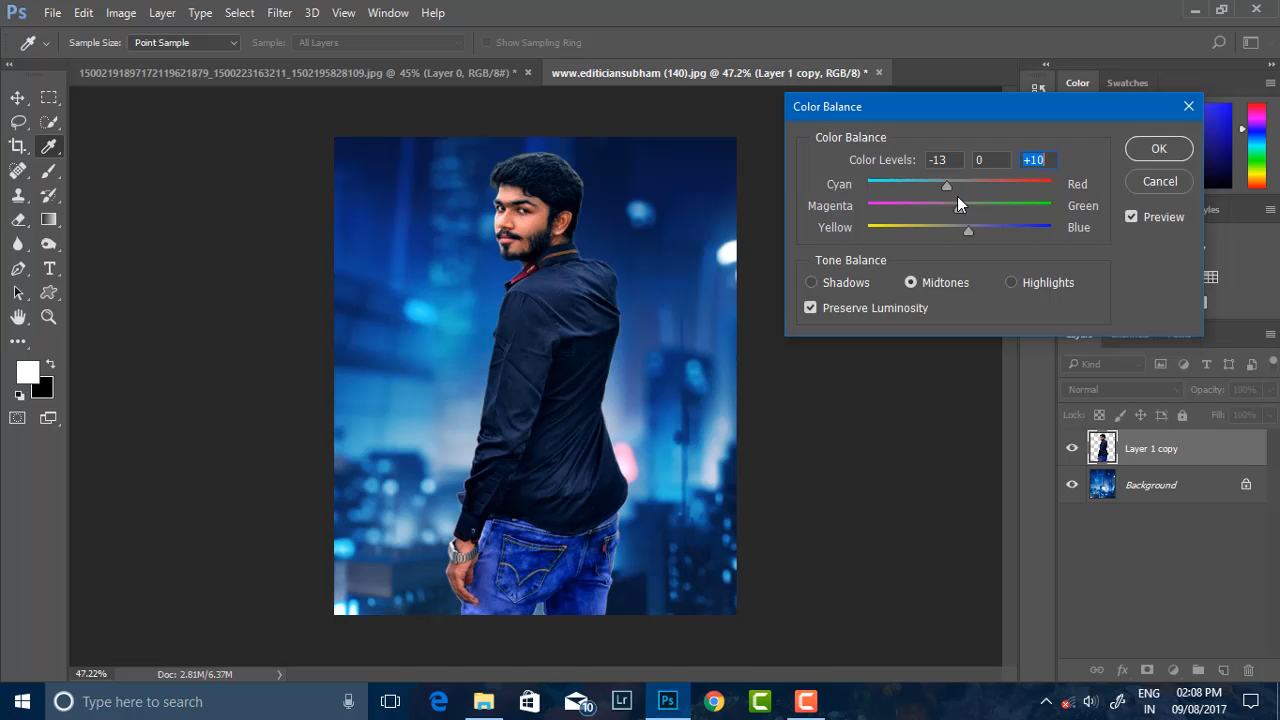 Ps File Edit Image Layer Type Select Filter 3D View Window Help
Sample Size: Point Sample Sample: All Layers Show Sampling Ring
15002191897172119621879_1500223163211_1502195828109.jpg @ 45% (Layer 0, RGB/8#) * ×
www.editiciansubham (140).jpg @ 47.2% (Layer 1 copy, RGB/8) * ×
Color Swatches
Color Balance
Color Balance
Color Levels: -13 0 +10
OK
Cyan Red
Cancel
Magenta Green
Preview
Yellow Blue
Tone Balance
Shadows Midtones Highlights
Preserve Luminosity
Kind
Normal Opacity: 100%
Lock: Fill: 100%
Layer 1 copy
Background
47.22% Doc: 2.81M/6.37M
Type here to search
10
Lr
Ps
ENG
IN
02:08 PM
09/08/2017